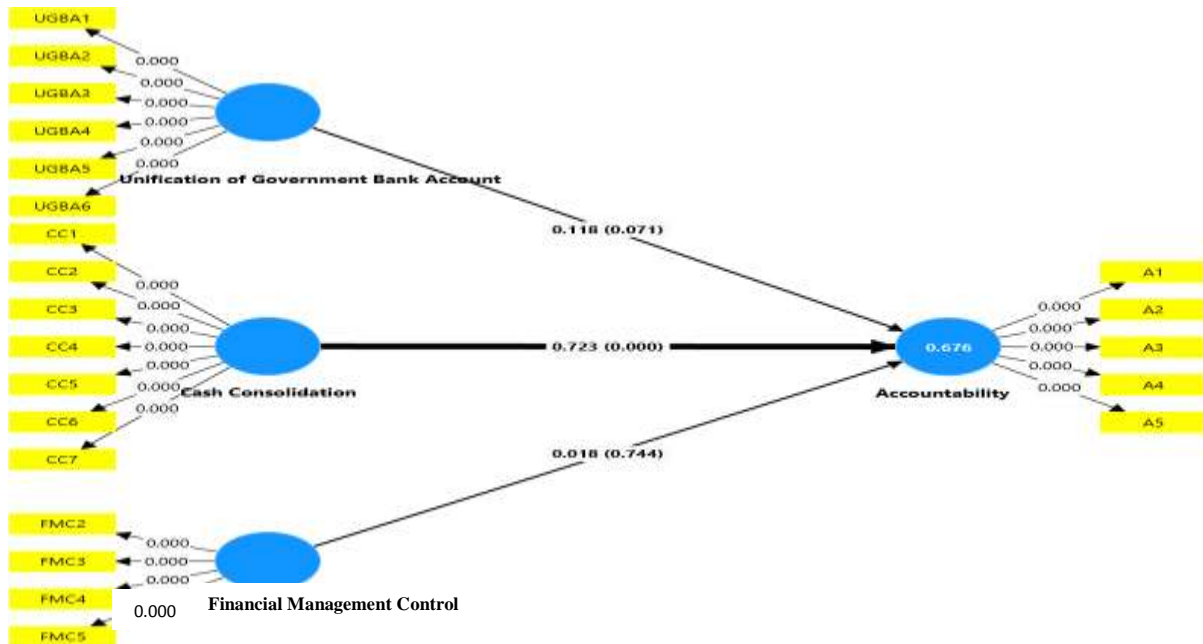 UGBA1
UGBA2
UGBA3
UGBA4
UGBA5
UGBA6
0.000
0.000
0.000
0.000
0.000
0.000
Unification of Government Bank Account
0.118 (0.071)
CC1
CC2
CC3
CC4
CC5
CC6
CC7
0.000
0.000
0.000
0.000
0.000
0.000
0.000
Cash Consolidation
0.723 (0.000)
FMC2
FMC3
FMC4
FMC5
0.000
0.000
0.000
0.000
Financial Management Control
0.018 (0.744)
0.676
Accountability
0.000
0.000
0.000
0.000
0.000
A1
A2
A3
A4
A5